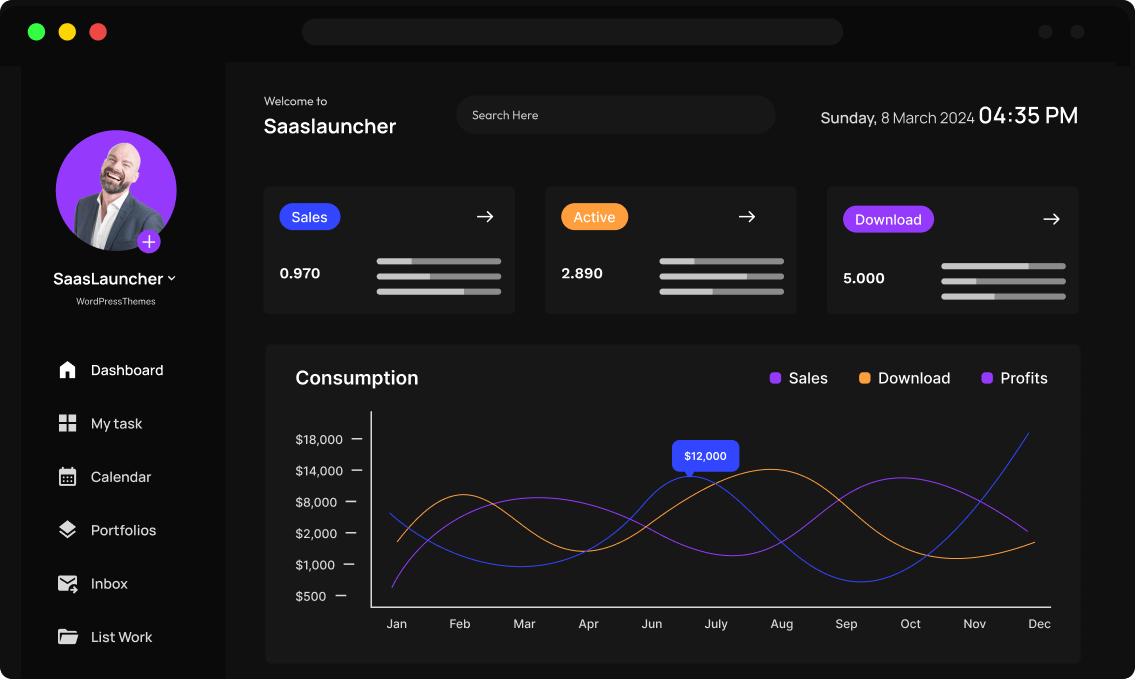 Welcome to
Saaslauncher
Search Here
Sunday, 8 March 2024 04:35 PM
SaasLauncher
WordPressThemes
Dashboard
My task
Calendar
Portfolios
Inbox
List Work
Sales
0.970
Active
2.890
Download
5.000
Consumption
Sales Download Profits
$12,000
$18,000
$14,000
$8,000
$2,000
$1,000
$500
Jan Feb Mar Apr Jun July Aug Sep Oct Nov Dec